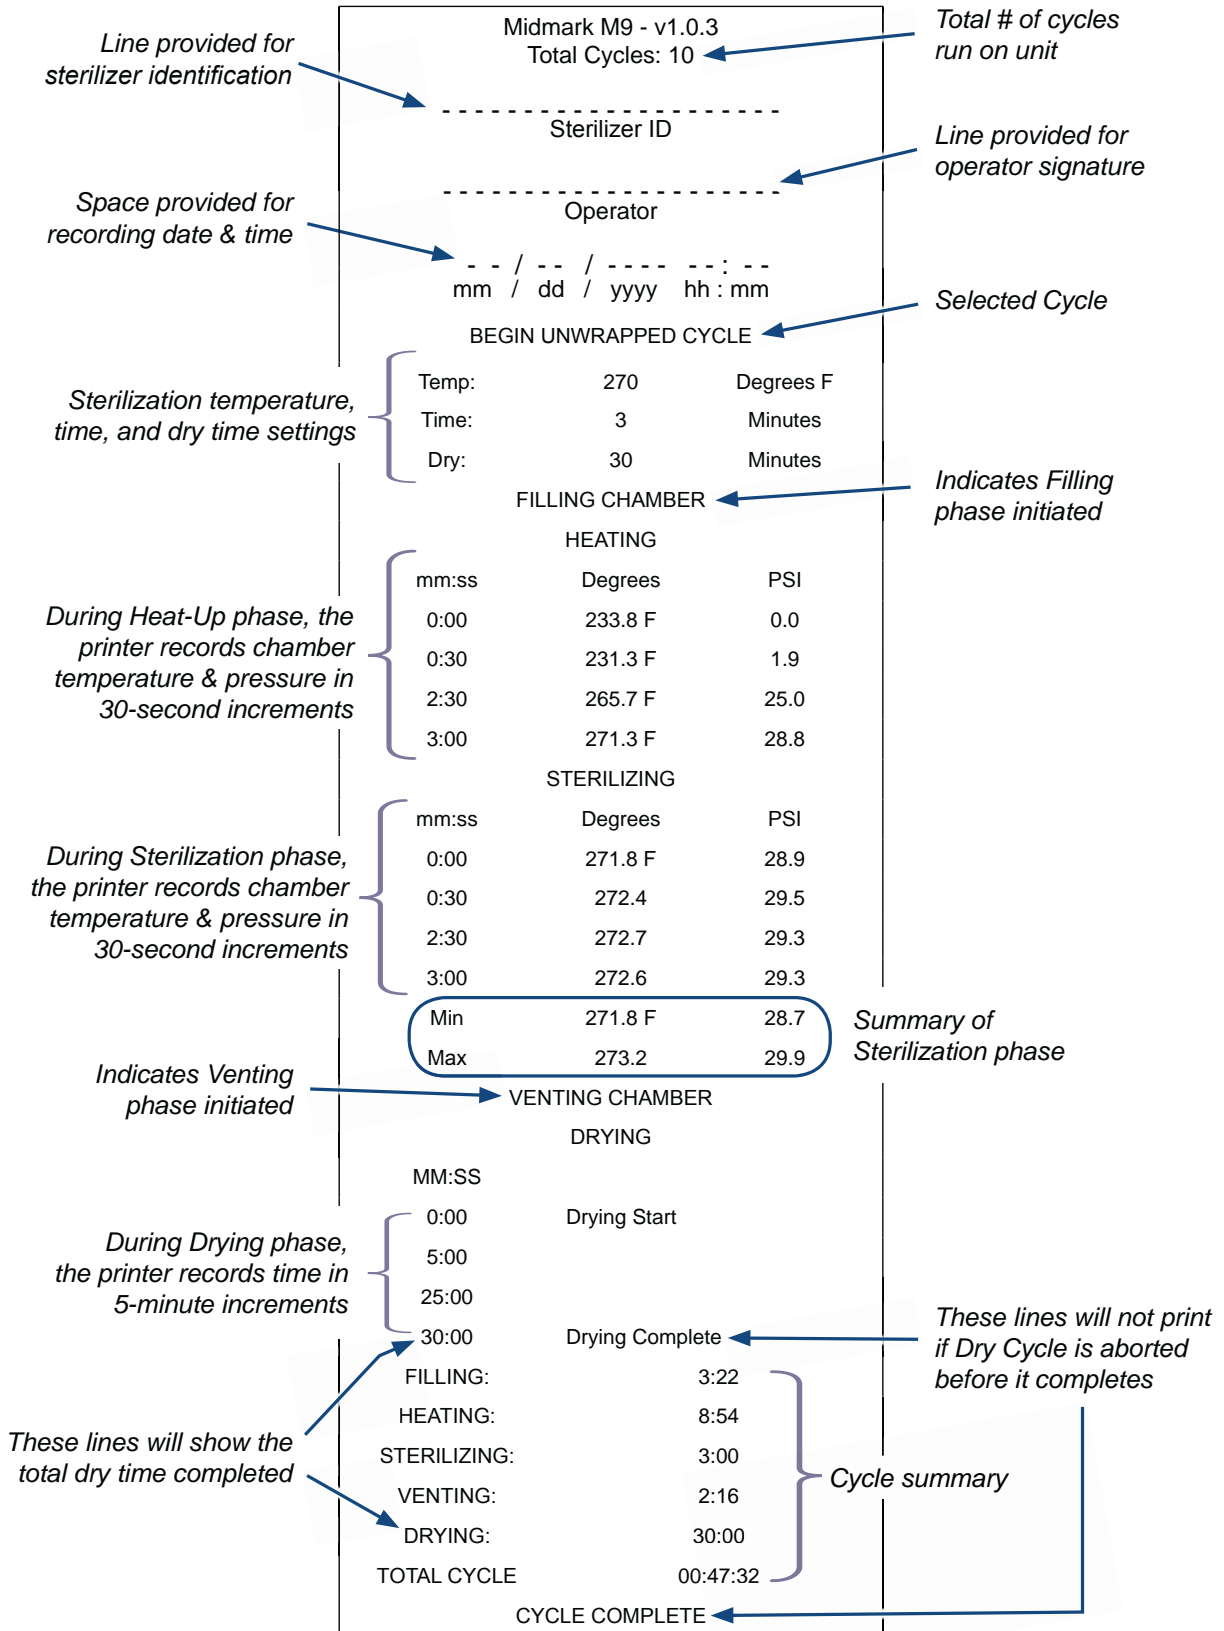 Midmark M9 - v1.0.3
Total Cycles: 10
Total # of cycles
run on unit
Line provided for
sterilizer identification
- - - - - - - - - - - - - - - - - - - - -
Sterilizer ID
Line provided for
operator signature
- - - - - - - - - - - - - - - - - - - - -
Operator
Space provided for
recording date & time
- - / - - / - - - - - - : - -
mm / dd / yyyy hh : mm
Selected Cycle
BEGIN UNWRAPPED CYCLE
Sterilization temperature,
time, and dry time settings
Temp: 270 Degrees F
Time: 3 Minutes
Dry: 30 Minutes
Indicates Filling
phase initiated
FILLING CHAMBER
HEATING
During Heat-Up phase, the
printer records chamber
temperature & pressure in
30-second increments
mm:ss Degrees PSI
0:00 233.8 F 0.0
0:30 231.3 F 1.9
2:30 265.7 F 25.0
3:00 271.3 F 28.8
STERILIZING
During Sterilization phase,
the printer records chamber
temperature & pressure in
30-second increments
mm:ss Degrees PSI
0:00 271.8 F 28.9
0:30 272.4 29.5
2:30 272.7 29.3
3:00 272.6 29.3
Min 271.8 F 28.7
Max 273.2 29.9
Summary of
Sterilization phase
Indicates Venting
phase initiated
VENTING CHAMBER
DRYING
MM:SS
During Drying phase,
the printer records time in
5-minute increments
0:00 Drying Start
5:00
25:00
30:00 Drying Complete
These lines will not print
if Dry Cycle is aborted
before it completes
These lines will show the
total dry time completed
FILLING: 3:22
HEATING: 8:54
STERILIZING: 3:00
VENTING: 2:16
DRYING: 30:00
TOTAL CYCLE 00:47:32
Cycle summary
CYCLE COMPLETE